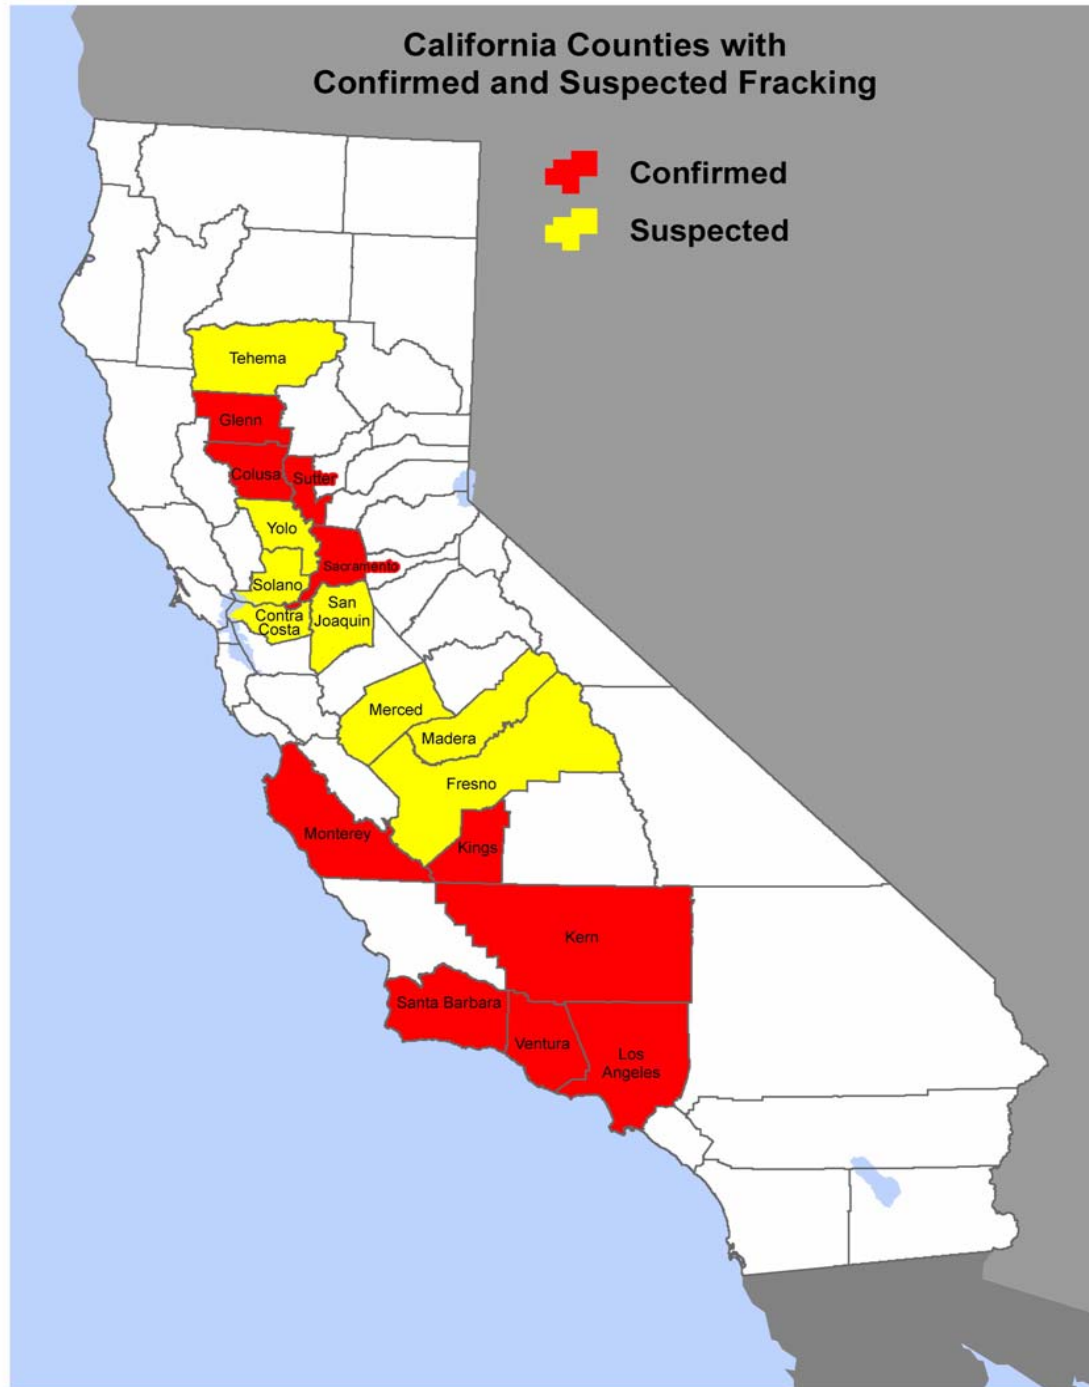 California Counties with
Confirmed and Suspected Fracking
Confirmed
Suspected
Tehema
Glenn
Colusa
Sutter
Yolo
Sacramento
Solano
San
Joaquin
Contra
Costa
Merced
Madera
Fresno
Monterey
Kings
Kern
Santa Barbara
Ventura
Los
Angeles